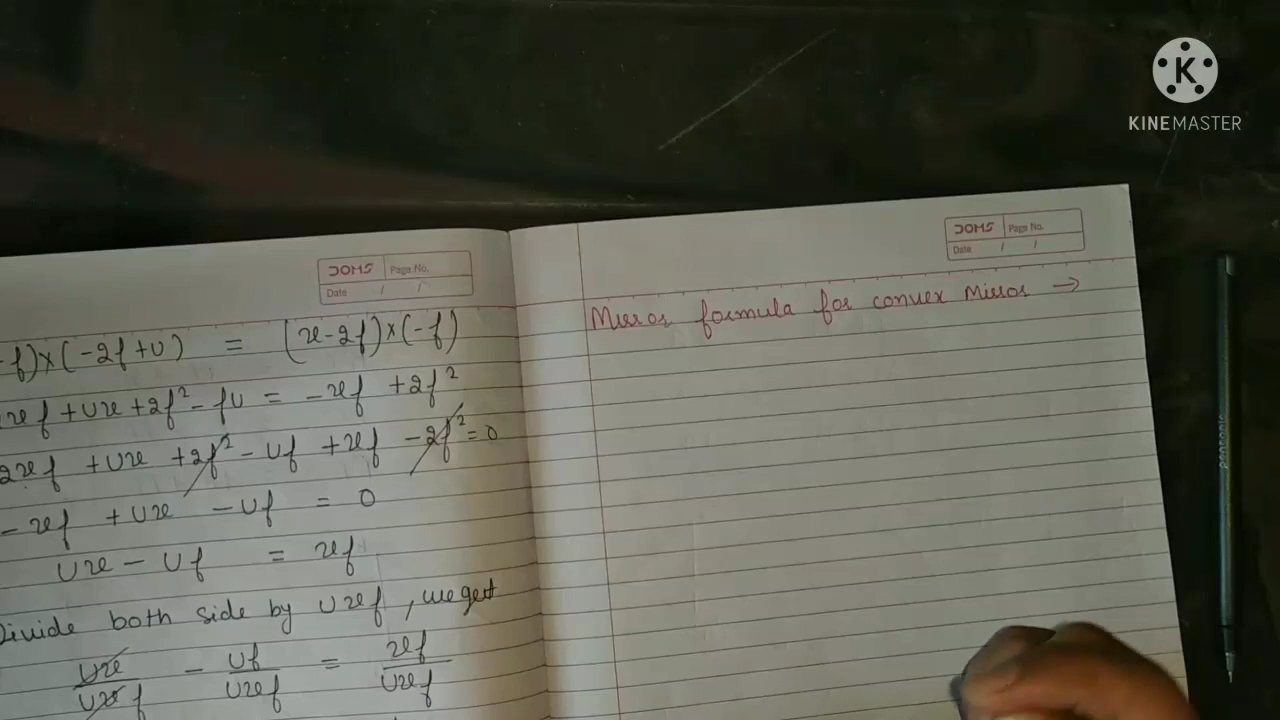 K
KINEMASTER
DOMS Page No.
Date / /
-f)×(-2f+v) = (u-2f)×(-f)
2uf + vu + 2f² - fv = -uf + 2f²
2uf + vu + 2f² - vf + uf - 2f² = 0
- uf + vu - vf = 0
vu - vf = uf
Divide both side by vuf, we get
vu/vuf - vf/vuf = uf/vuf
DOMS Page No.
Date / /
Mirror formula for convex Mirror →